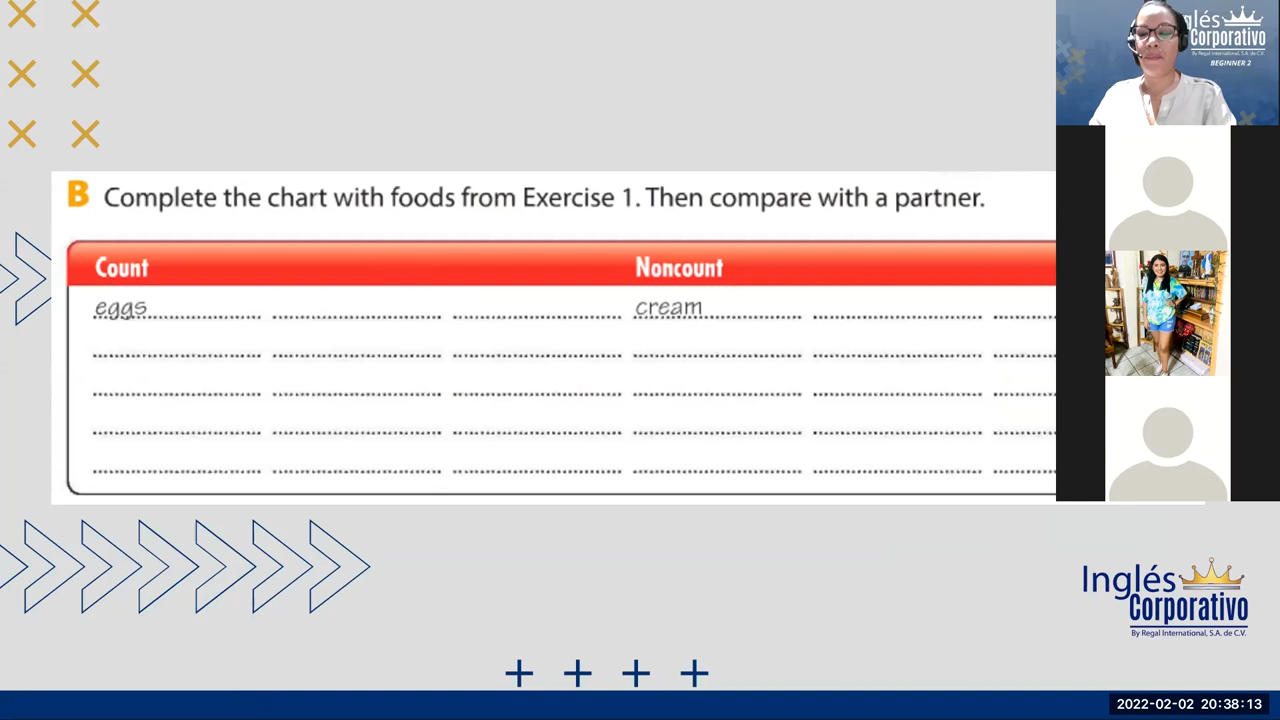 glés
Corporativo
By Regal International, S.A. de C.V.
BEGINNER 2
B Complete the chart with foods from Exercise 1. Then compare with a partner.
Count Noncount
eggs cream
Inglés
Corporativo
By Regal International, S.A. de C.V.
2022-02-02 20:38:13